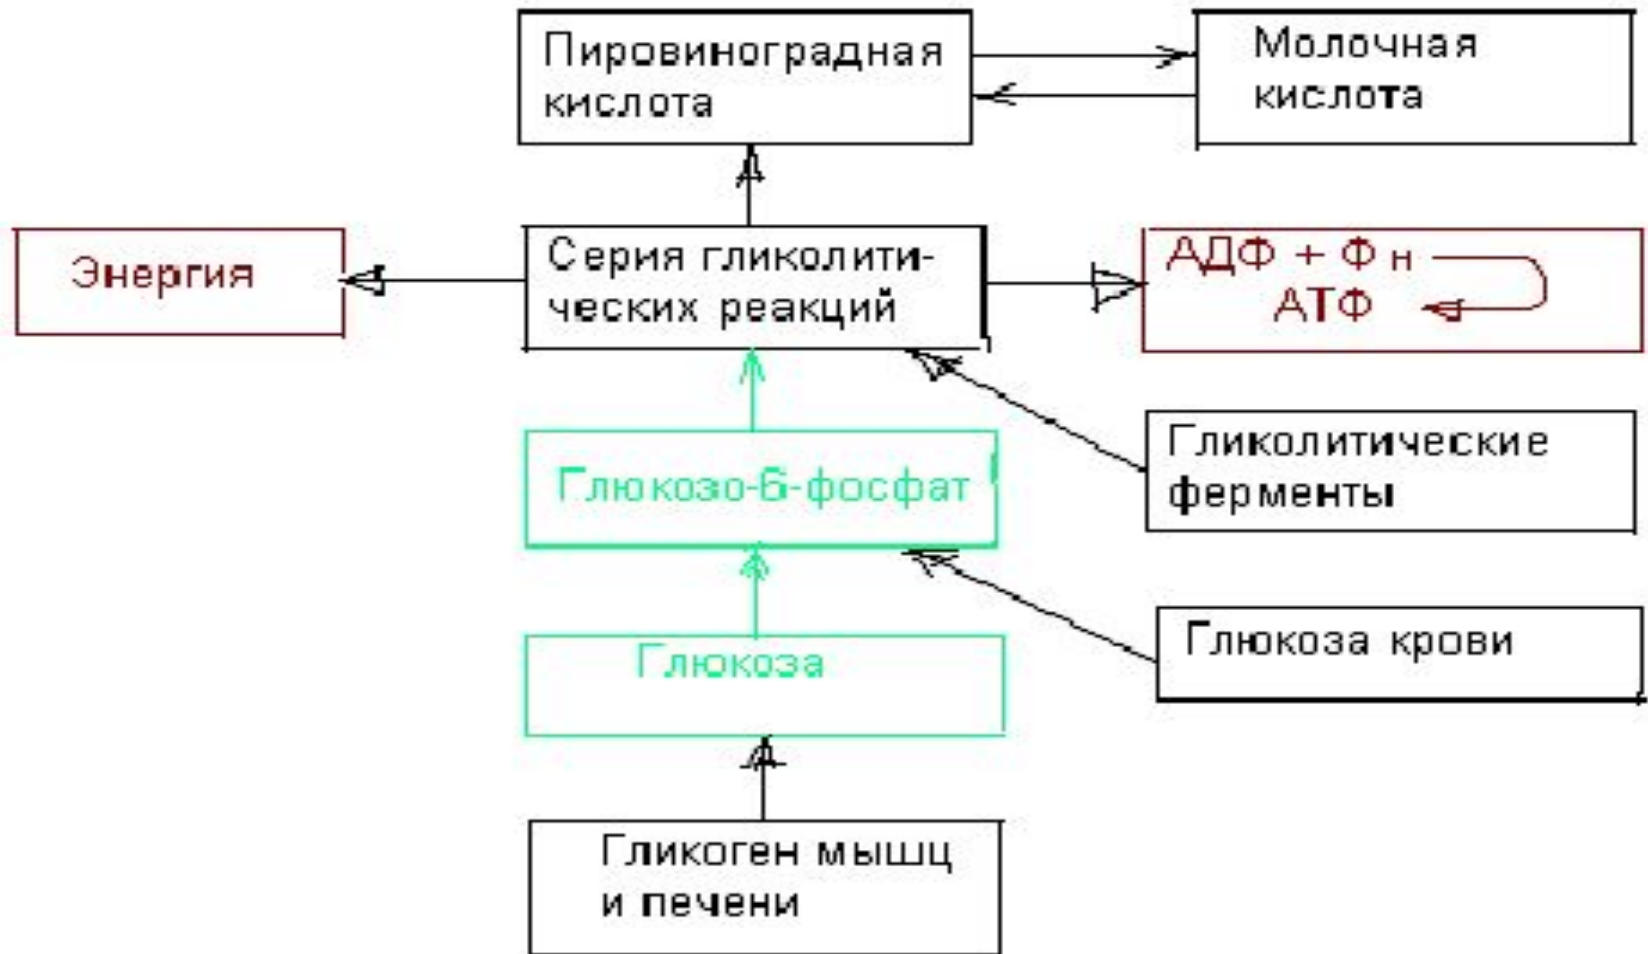 Пировиноградная
кислота
Молочная
кислота
Энергия
Серия гликолити-
ческих реакций
АДФ + Ф н
АТФ
Гликолитические
ферменты
Глюкозо-6-фосфат
Глюкоза крови
Глюкоза
Гликоген мышц
и печени